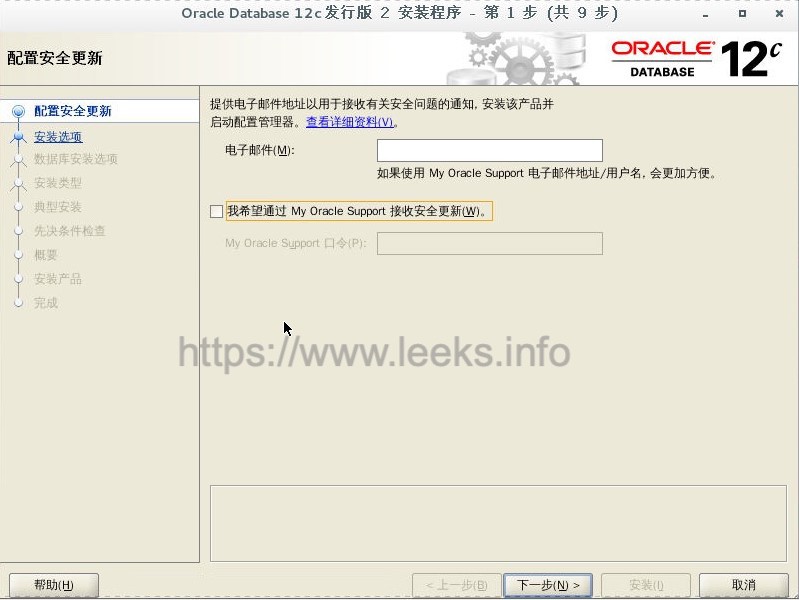 Oracle Database 12c 发行版 2 安装程序 - 第 1 步 (共 9 步)
配置安全更新
ORACLE
DATABASE
12c
配置安全更新
安装选项
数据库安装选项
安装类型
典型安装
先决条件检查
概要
安装产品
完成
提供电子邮件地址以用于接收有关安全问题的通知, 安装该产品并
启动配置管理器。查看详细资料(V)。
电子邮件(M):
如果使用 My Oracle Support 电子邮件地址/用户名, 会更加方便。
我希望通过 My Oracle Support 接收安全更新(W)。
My Oracle Support 口令(P):
https://www.leeks.info
帮助(H)
< 上一步(B)
下一步(N) >
安装(I)
取消